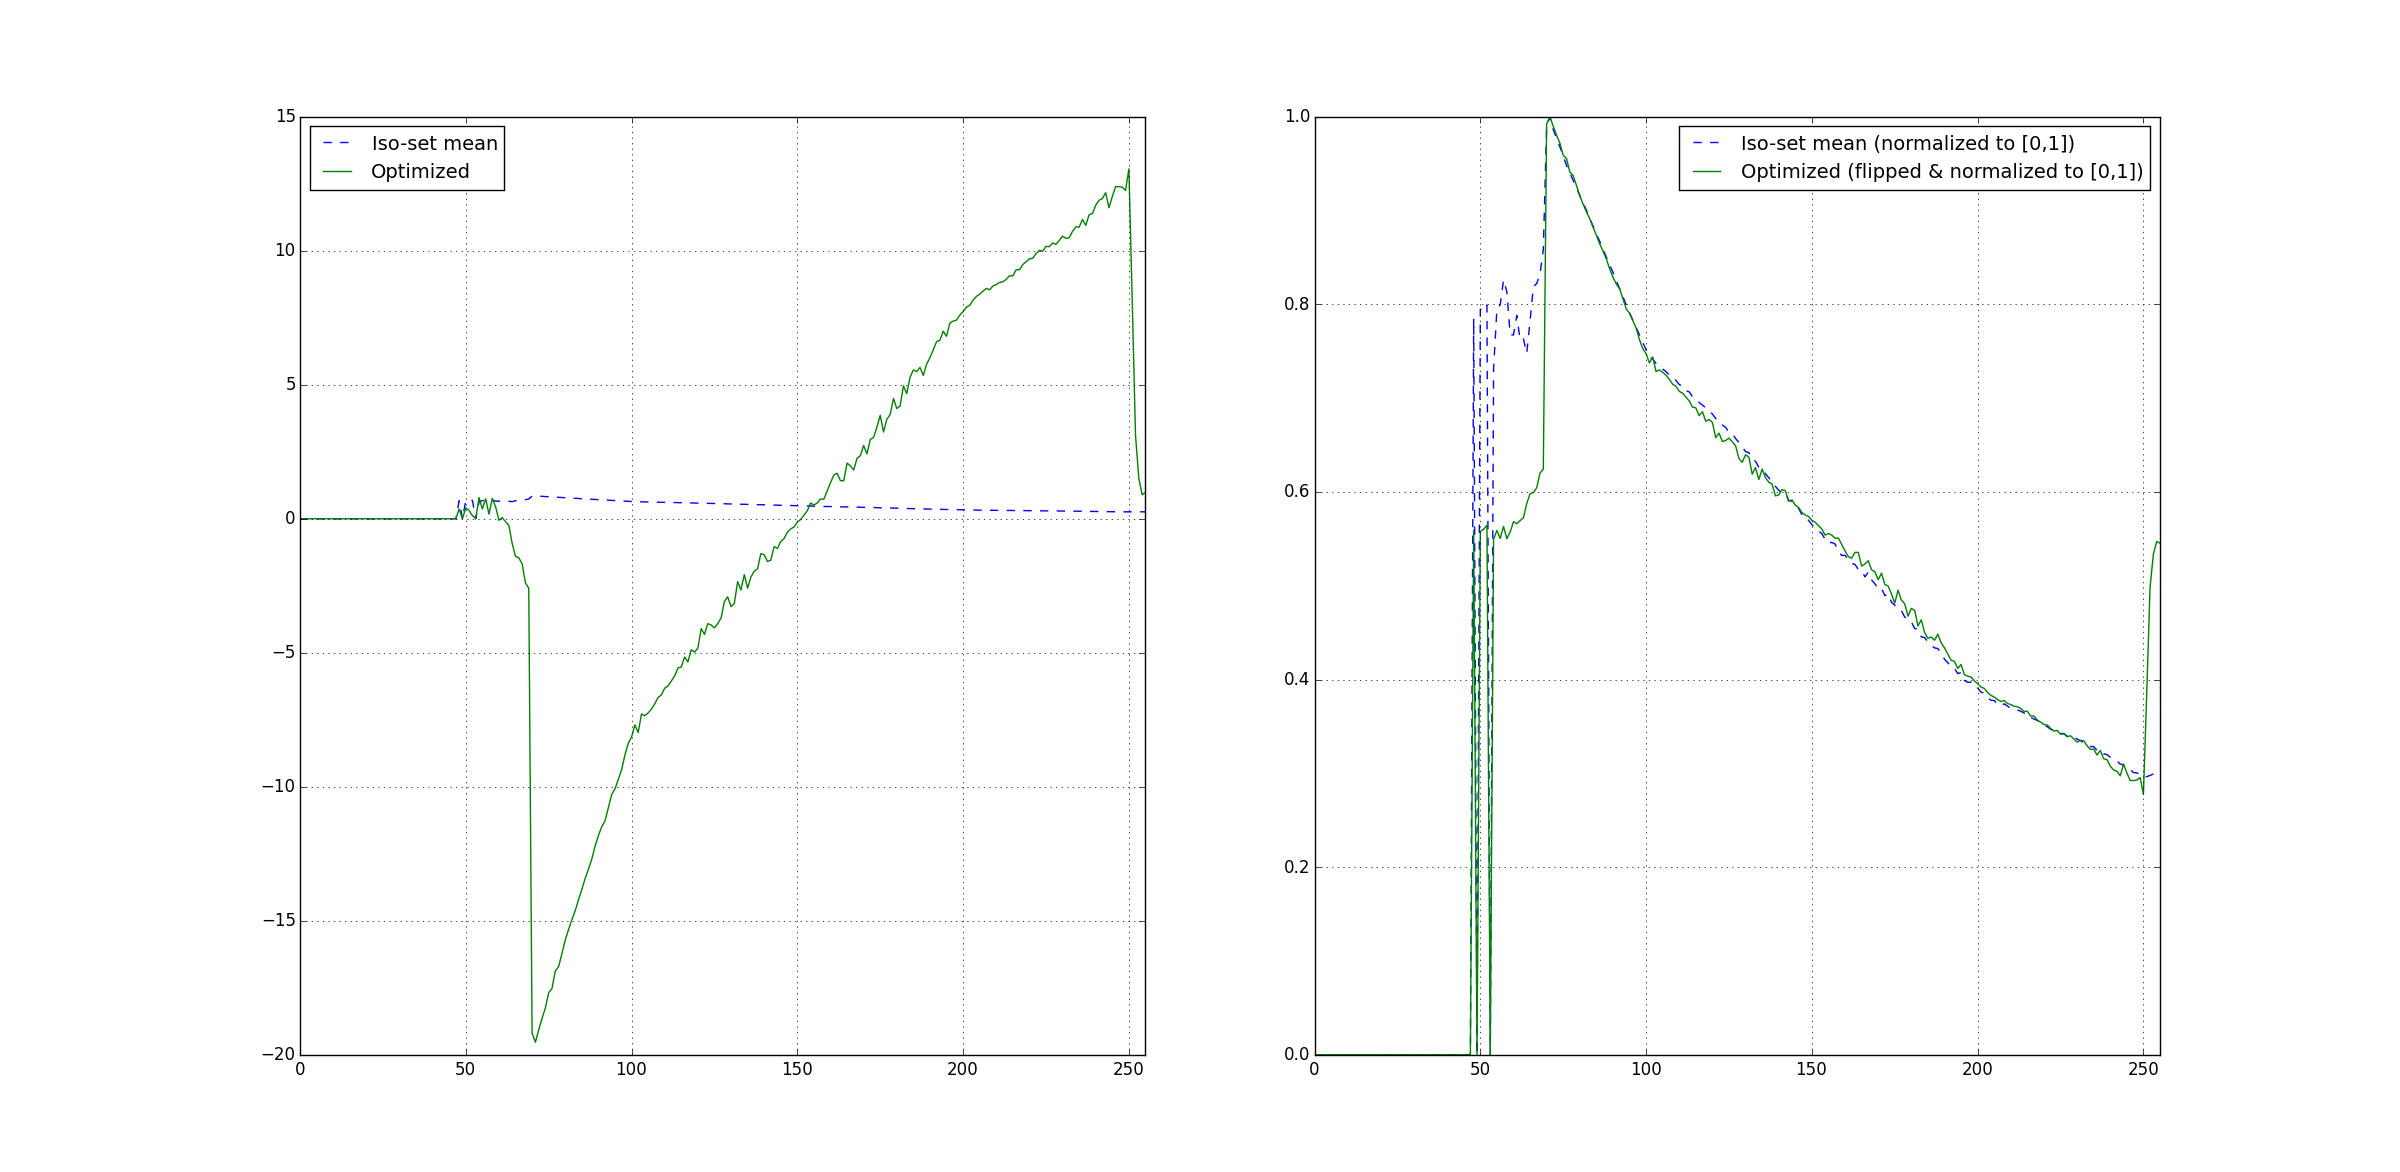 15
10
5
0
−5
−10
−15
−20
0 50 100 150 200 250
Iso-set mean
Optimized
1.0
0.8
0.6
0.4
0.2
0.0
0 50 100 150 200 250
Iso-set mean (normalized to [0,1])
Optimized (flipped & normalized to [0,1])